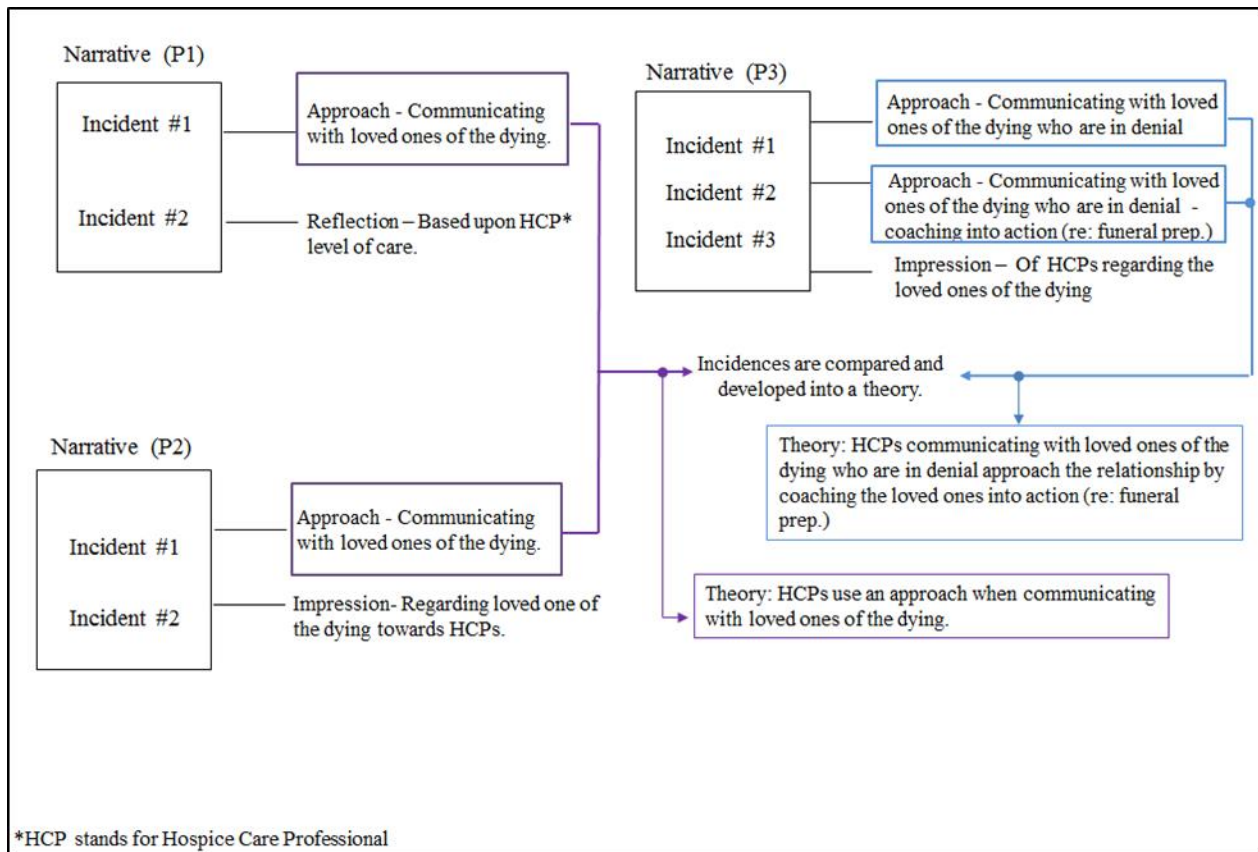 Narrative (P1)
Incident #1
Incident #2
Approach - Communicating
with loved ones of the dying.
Reflection – Based upon HCP*
level of care.
Narrative (P3)
Incident #1
Incident #2
Incident #3
Approach - Communicating with loved
ones of the dying who are in denial
Approach - Communicating with loved
ones of the dying who are in denial -
coaching into action (re: funeral prep.)
Impression – Of HCPs regarding the
loved ones of the dying
Incidences are compared and
developed into a theory.
Narrative (P2)
Incident #1
Incident #2
Approach - Communicating
with loved ones of the dying.
Impression- Regarding loved one of
the dying towards HCPs.
Theory: HCPs communicating with loved ones of the
dying who are in denial approach the relationship by
coaching the loved ones into action (re: funeral
prep.)
Theory: HCPs use an approach when communicating
with loved ones of the dying.
*HCP stands for Hospice Care Professional